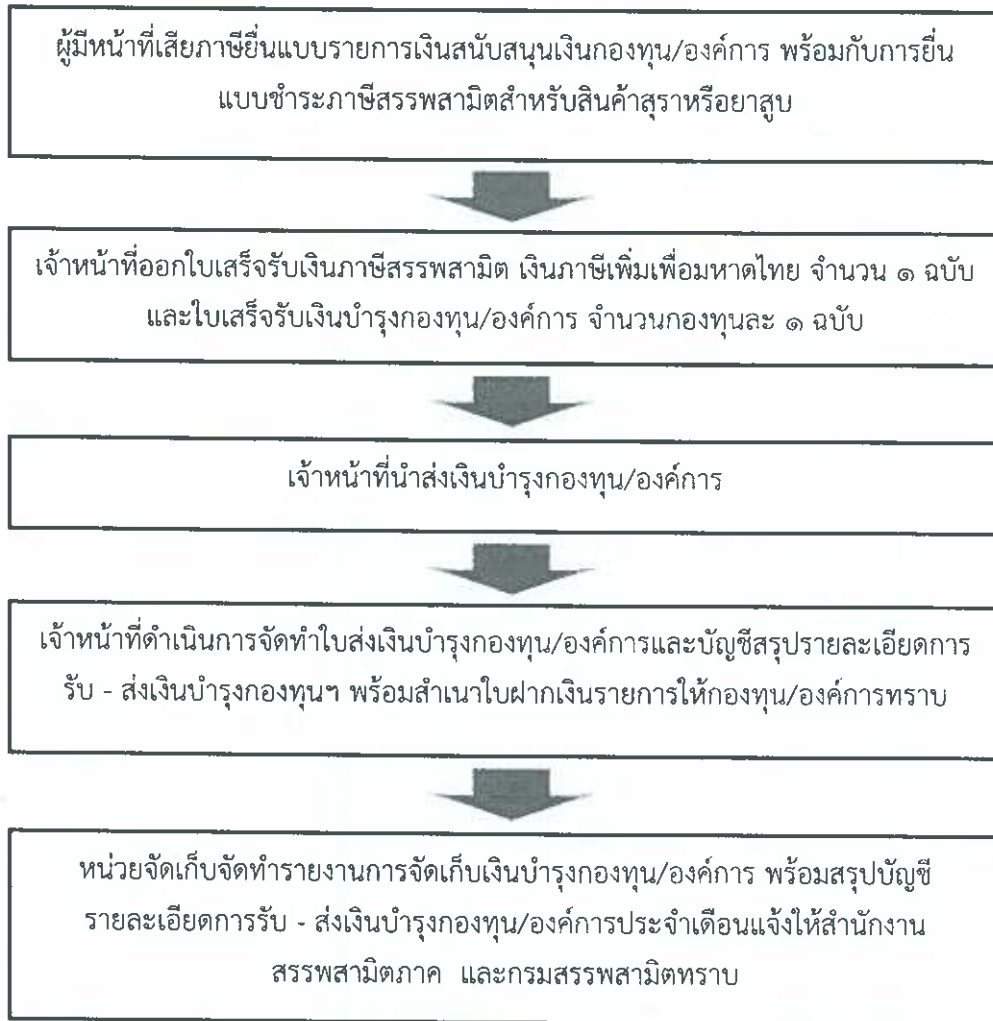 ผู้มีหน้าที่เสียภาษียื่นแบบรายการเงินสนับสนุนเงินกองทุน/องค์การ พร้อมกับการยื่น
แบบชำระภาษีสรรพสามิตสำหรับสินค้าสุราหรือยาสูบ
เจ้าหน้าที่ออกใบเสร็จรับเงินภาษีสรรพสามิต เงินภาษีเพิ่มเพื่อมหาดไทย จำนวน ๑ ฉบับ
และใบเสร็จรับเงินบำรุงกองทุน/องค์การ จำนวนกองทุนละ ๑ ฉบับ
เจ้าหน้าที่นำส่งเงินบำรุงกองทุน/องค์การ
เจ้าหน้าที่ดำเนินการจัดทำใบส่งเงินบำรุงกองทุน/องค์การและบัญชีสรุปรายละเอียดการ
รับ - ส่งเงินบำรุงกองทุนฯ พร้อมสำเนาใบฝากเงินรายการให้กองทุน/องค์การทราบ
หน่วยจัดเก็บจัดทำรายงานการจัดเก็บเงินบำรุงกองทุน/องค์การ พร้อมสรุปบัญชี
รายละเอียดการรับ - ส่งเงินบำรุงกองทุน/องค์การประจำเดือนแจ้งให้สำนักงาน
สรรพสามิตภาค และกรมสรรพสามิตทราบ